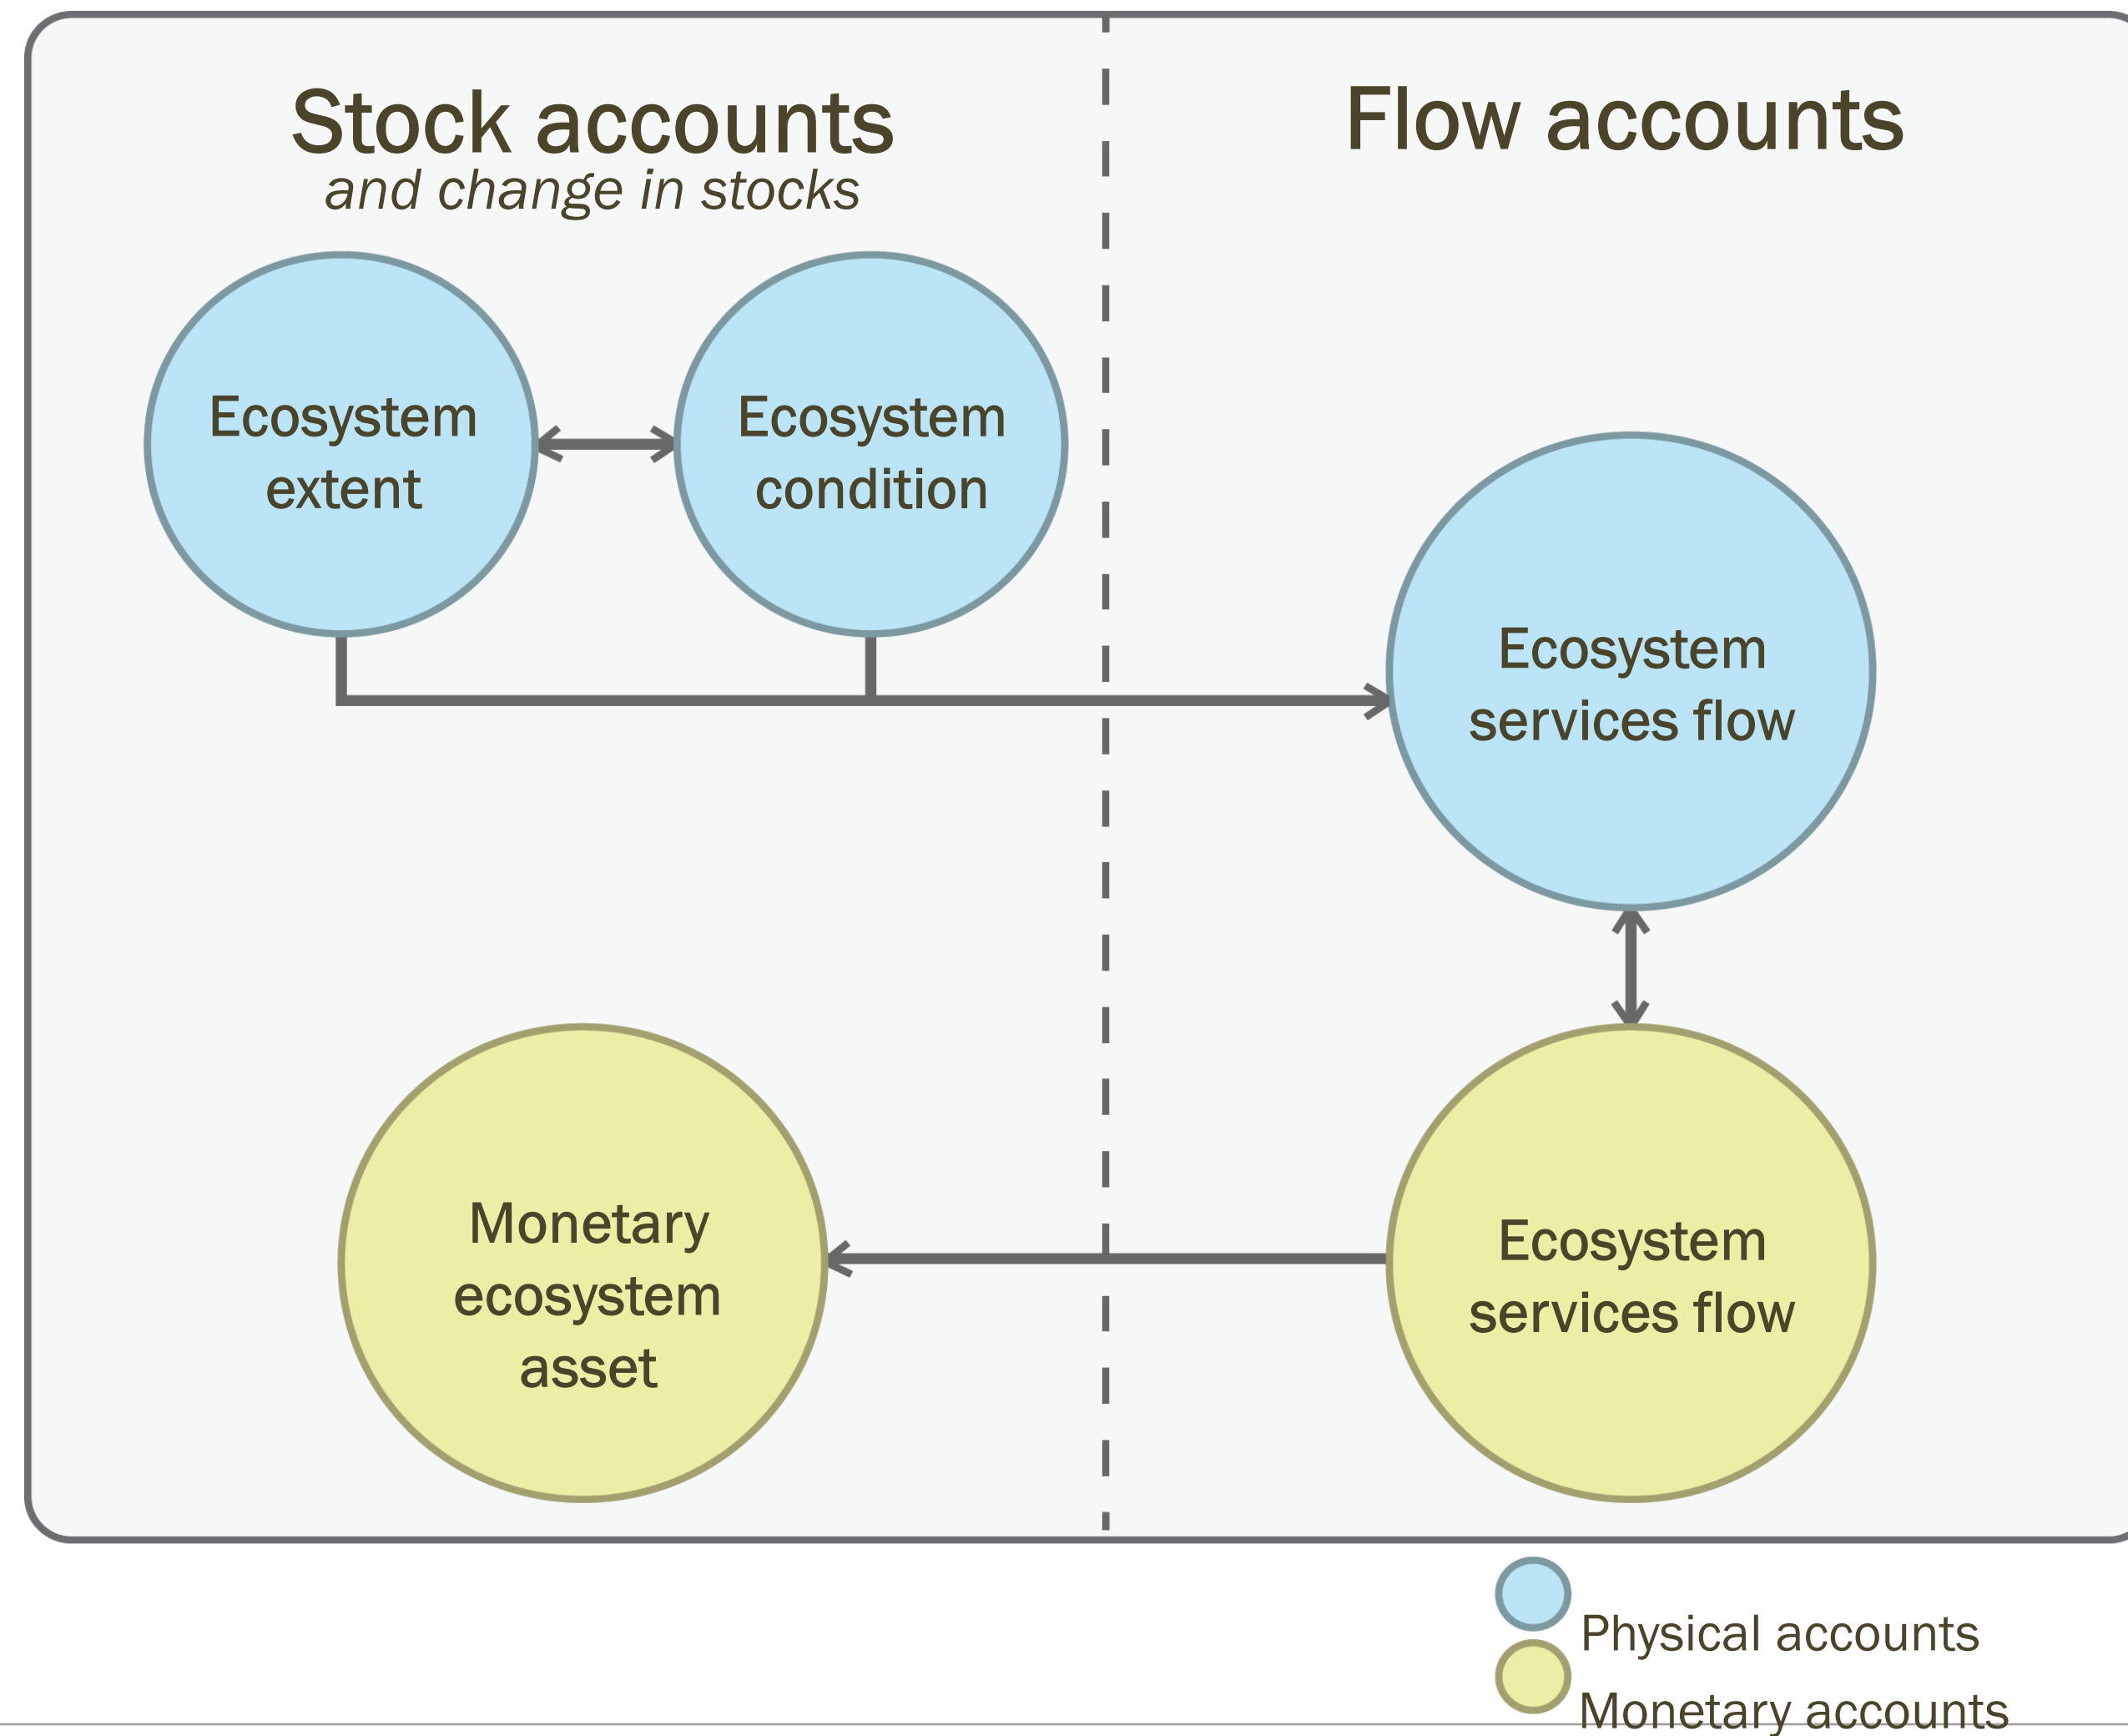 Stock accounts
and change in stocks
Flow accounts
Ecosystem
extent
Ecosystem
condition
Ecosystem
services flow
Monetary
ecosystem
asset
Ecosystem
services flow
Physical accounts
Monetary accounts